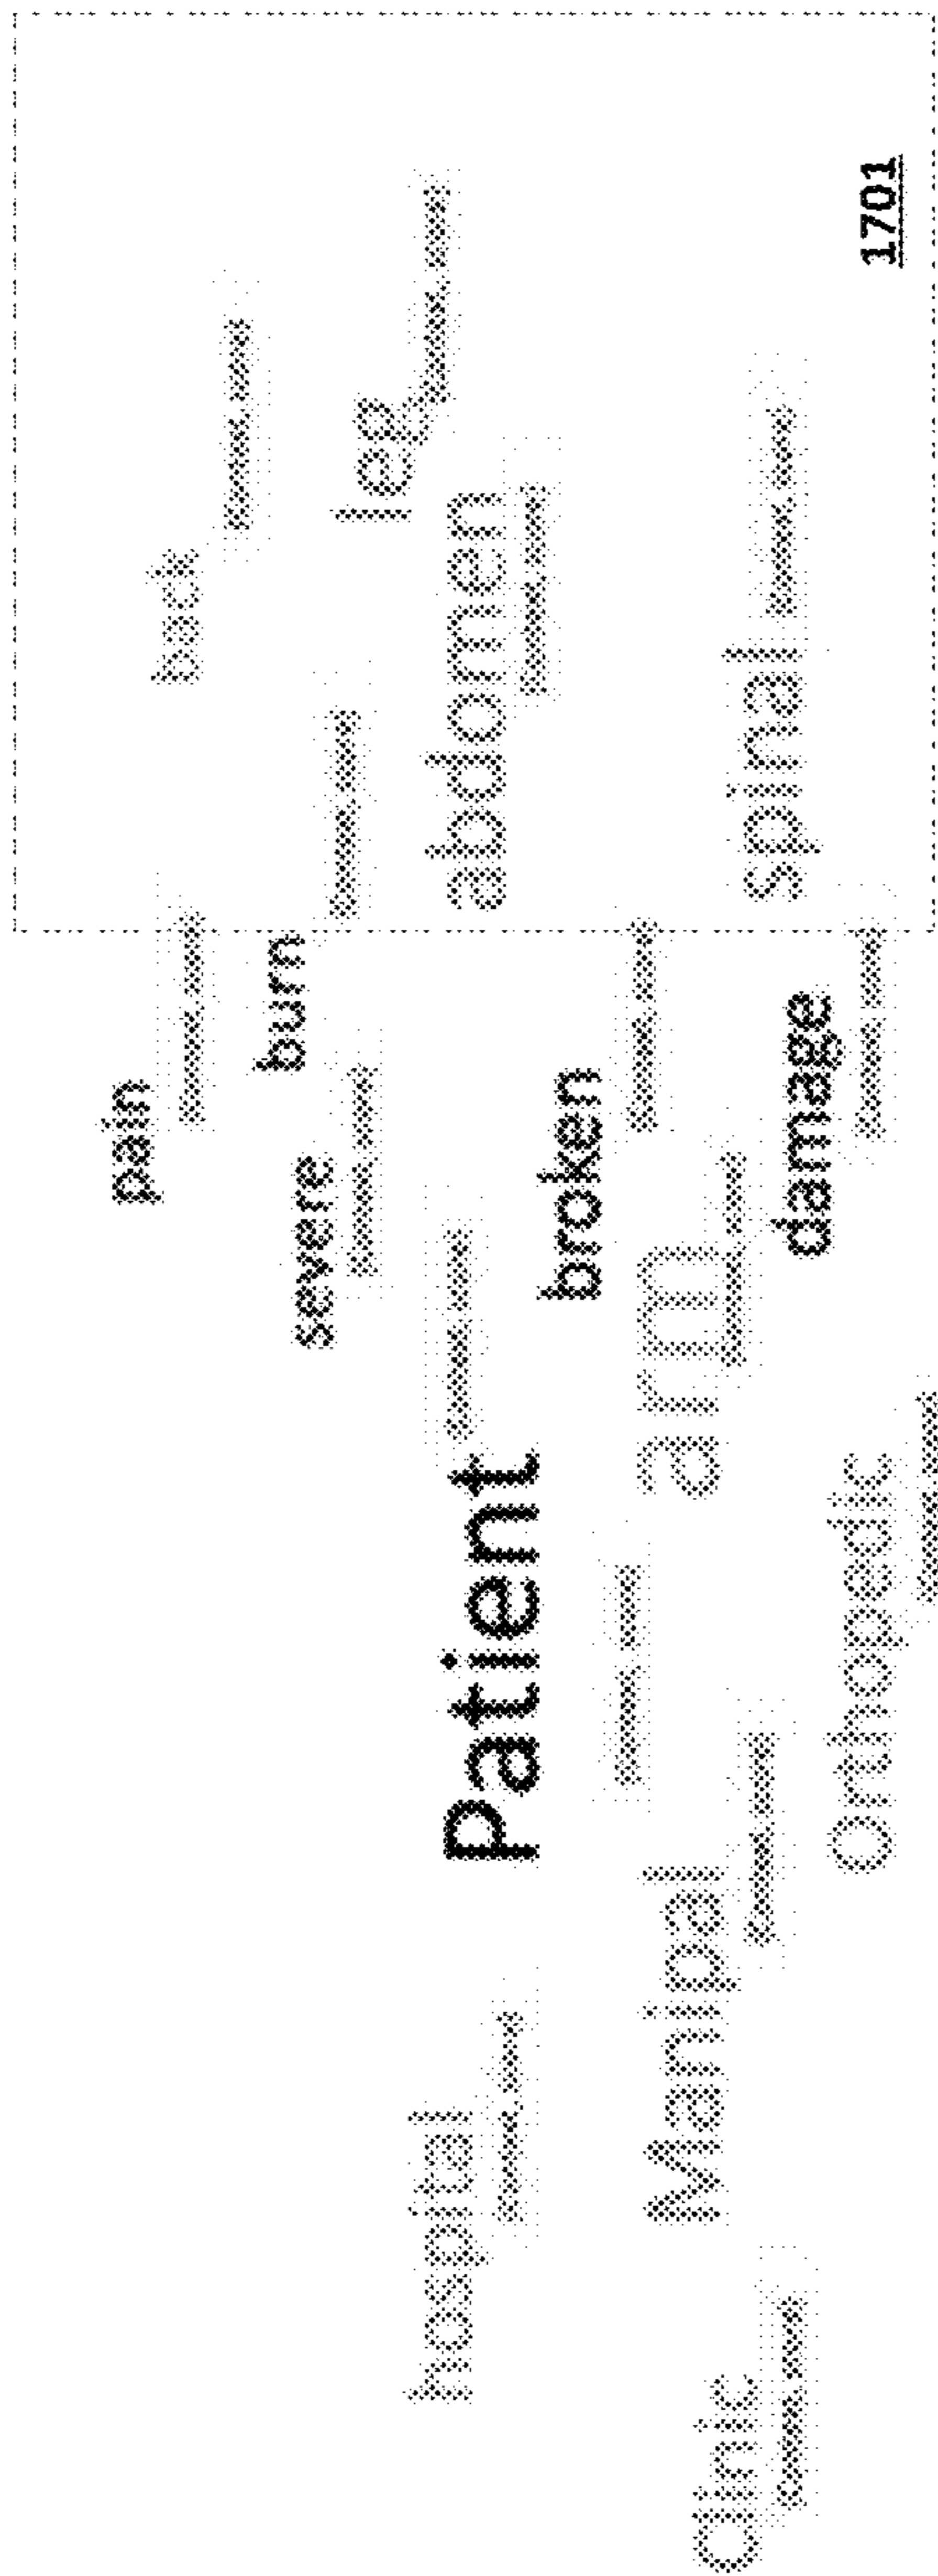 back
pain
leg
burn
severe
abdomen
Patient
hospital
broken
arm
Manipal
spinal
damage
Clinic
Orthopedic
1701